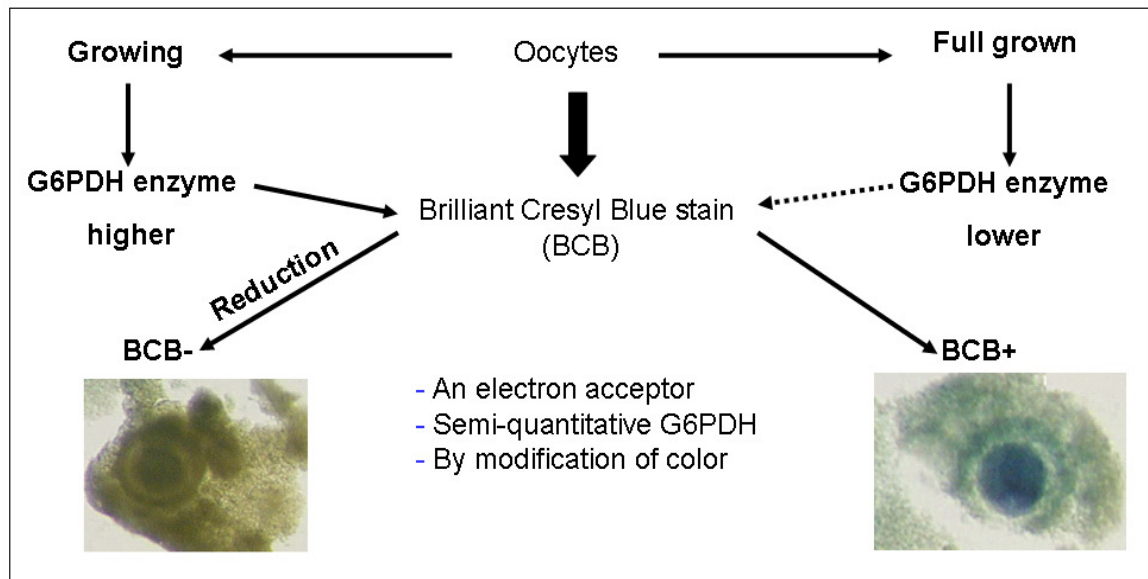 Growing
Oocytes
Full grown
G6PDH enzyme
higher
Brilliant Cresyl Blue stain
(BCB)
G6PDH enzyme
lower
Reduction
BCB-
BCB+
- An electron acceptor
- Semi-quantitative G6PDH
- By modification of color